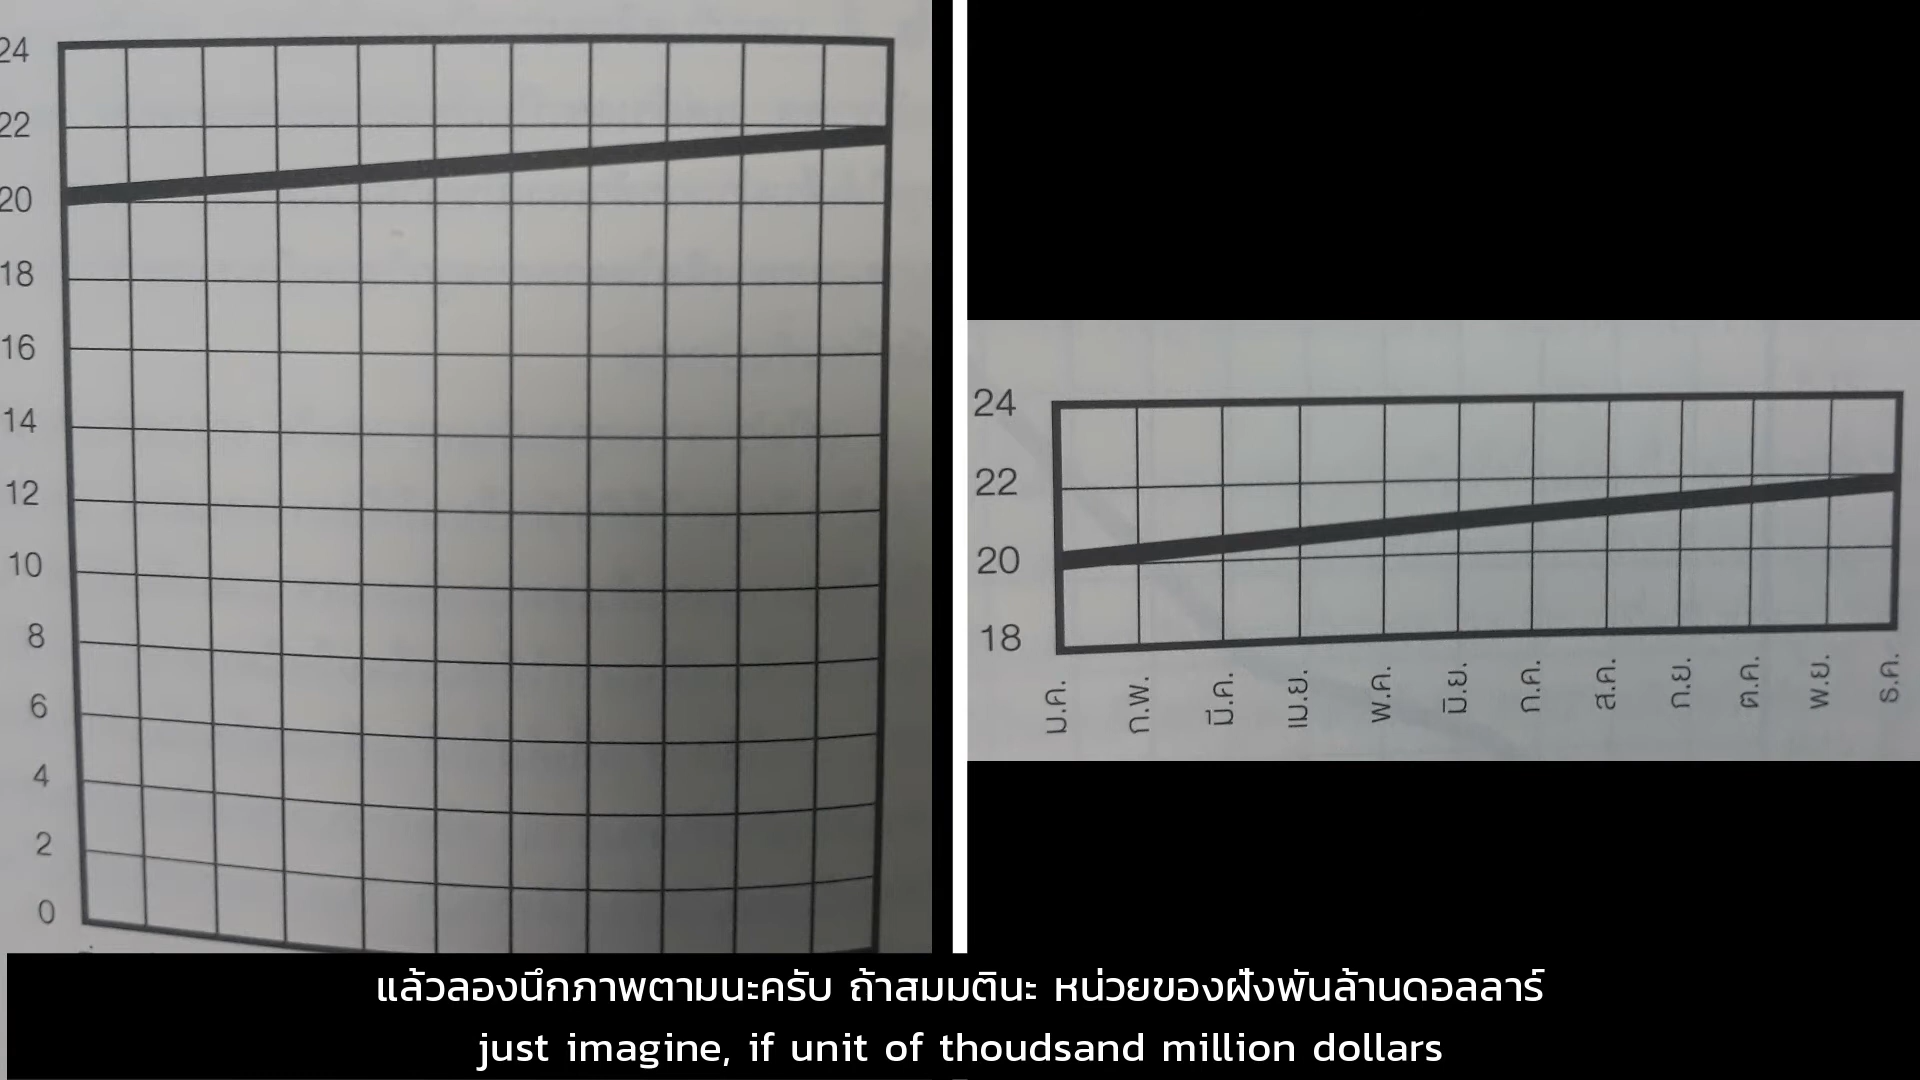 24
22
20
18
16
14
12
10
8
6
4
2
0
24
22
20
18
ม.ค.
ก.พ.
มี.ค.
เม.ย.
พ.ค.
มิ.ย.
ก.ค.
ส.ค.
ก.ย.
ต.ค.
พ.ย.
ธ.ค.
แล้วลองนึกภาพตามนะครับ ถ้าสมมตินะ หน่วยของฝั่งพันล้านดอลลาร์
just imagine, if unit of thoudsand million dollars